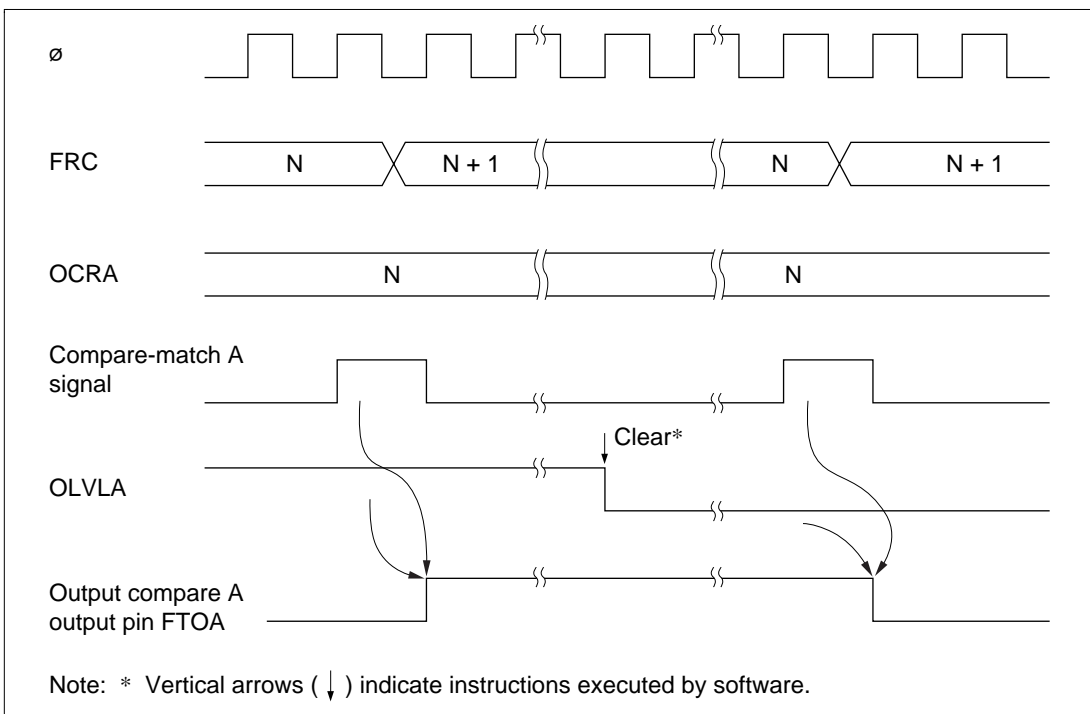 ø
FRC
N
N + 1
N
N + 1
OCRA
N
N
Compare-match A
signal
Clear*
OLVLA
Output compare A
output pin FTOA
Note: * Vertical arrows ( ↓ ) indicate instructions executed by software.